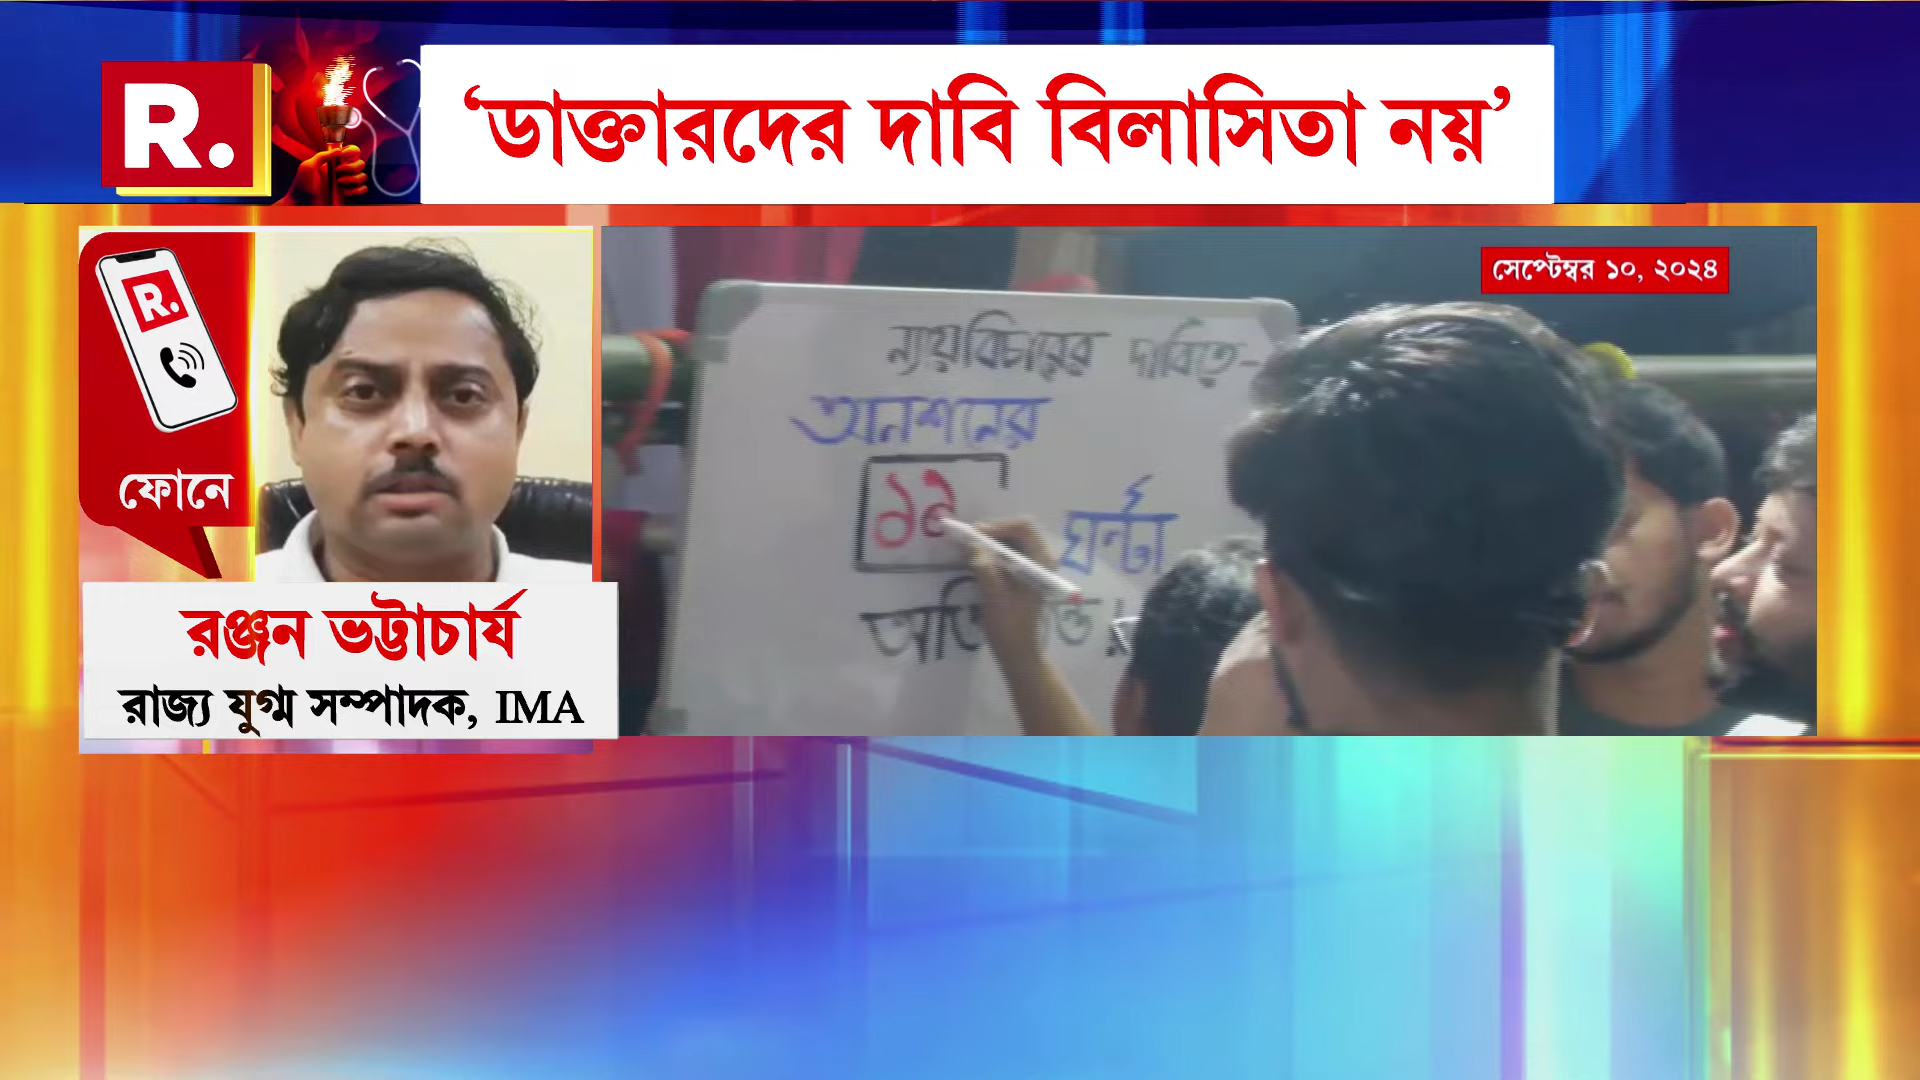 R.
‘ডাক্তারদের দাবি বিলাসিতা নয়’
R.
ফোনে
রঞ্জন ভট্টাচার্য
রাজ্য যুগ্ম সম্পাদক, IMA
সেপ্টেম্বর ১০, ২০২৪
ন্যায়বিচারের দাবিতে-
অনশনের
১৯ ঘন্টা